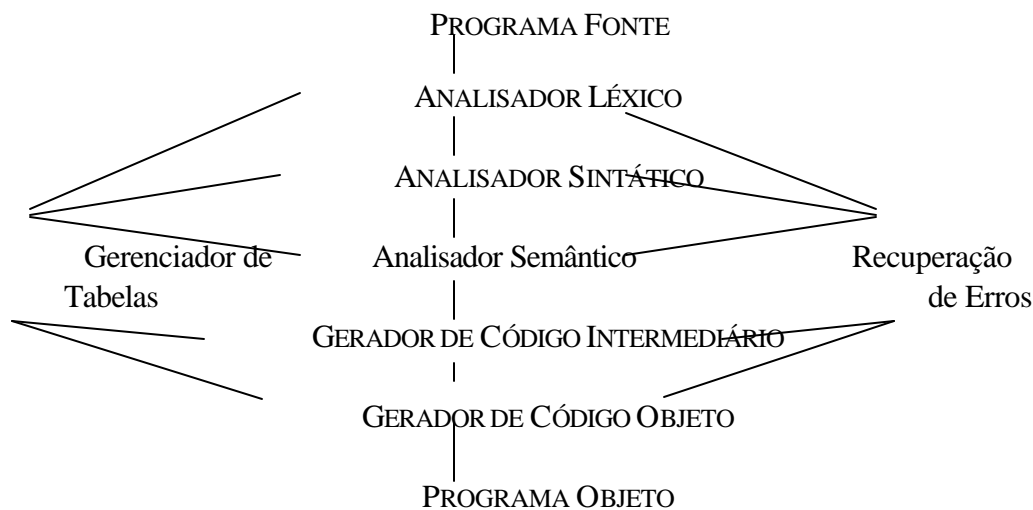 PROGRAMA FONTE
ANALISADOR LÉXICO
ANALISADOR SINTÁTICO
Gerenciador de Tabelas
Analisador Semântico
Recuperação de Erros
GERADOR DE CÓDIGO INTERMEDIÁRIO
GERADOR DE CÓDIGO OBJETO
PROGRAMA OBJETO